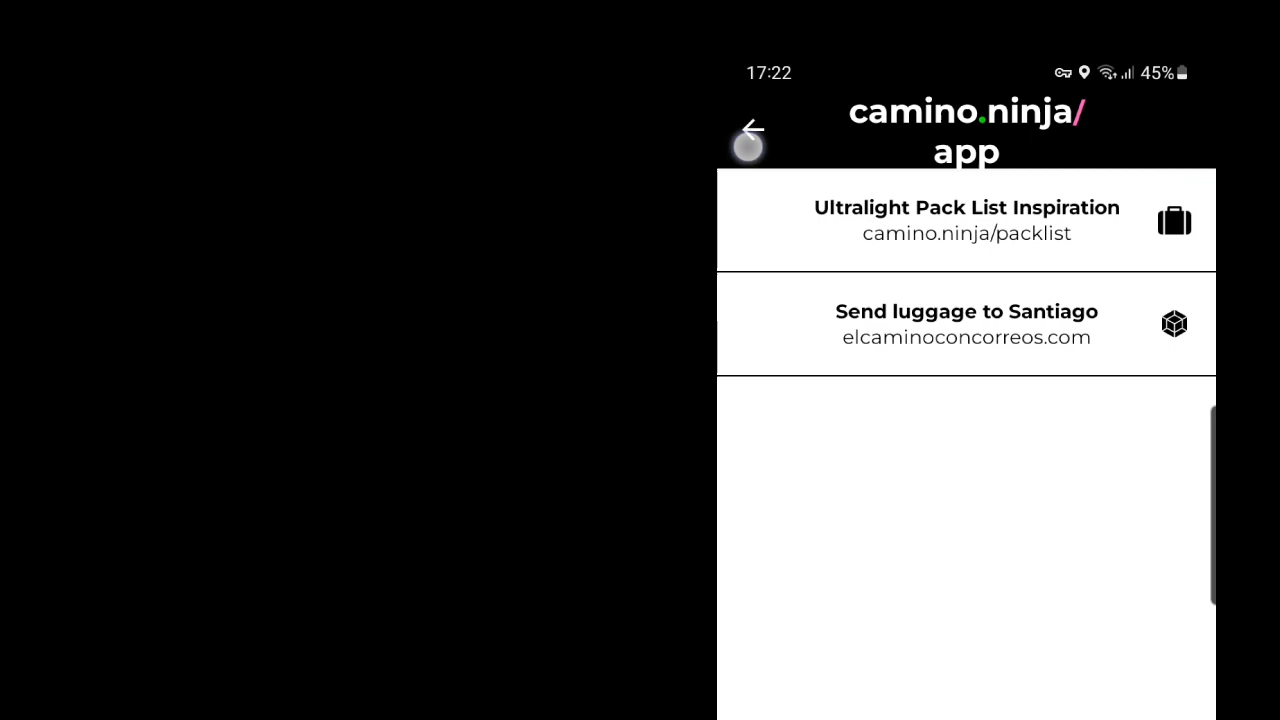 17:22
45%
camino.ninja/
app
Ultralight Pack List Inspiration
camino.ninja/packlist
Send luggage to Santiago
elcaminoconcorreos.com